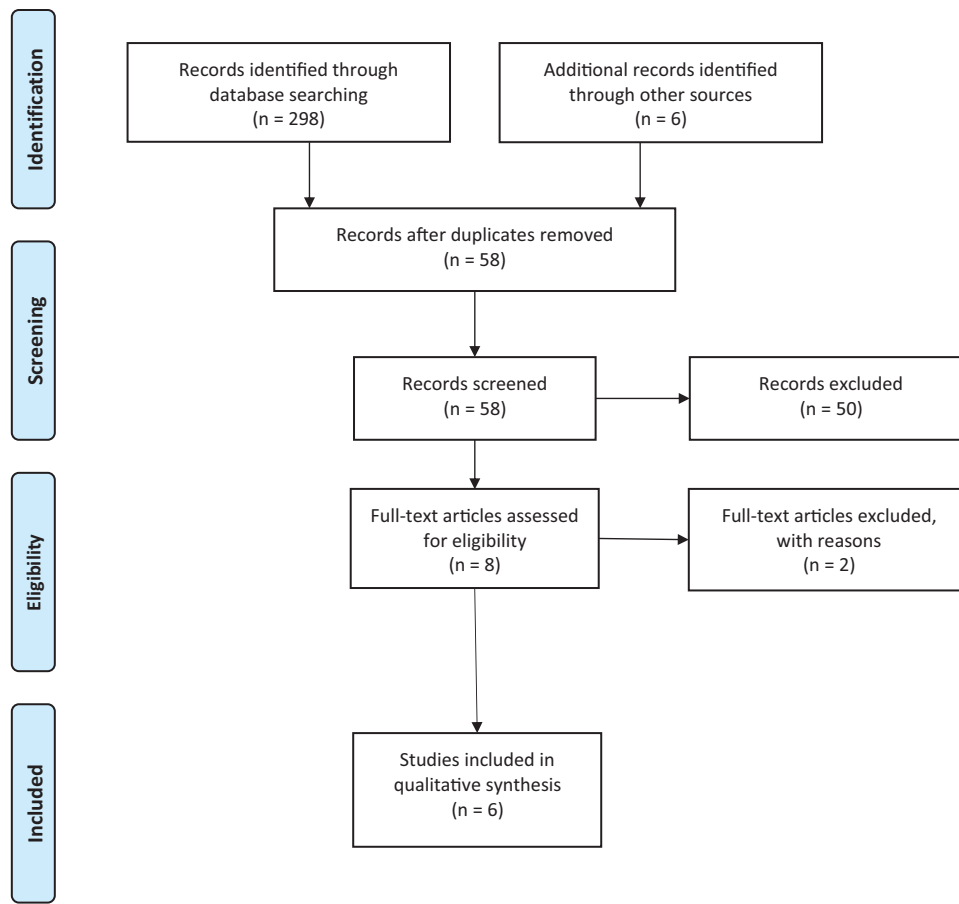 Identification
Records identified through
database searching
(n = 298)
Additional records identified
through other sources
(n = 6)
Records after duplicates removed
(n = 58)
Screening
Records screened
(n = 58)
Records excluded
(n = 50)
Eligibility
Full-text articles assessed
for eligibility
(n = 8)
Full-text articles excluded,
with reasons
(n = 2)
Included
Studies included in
qualitative synthesis
(n = 6)